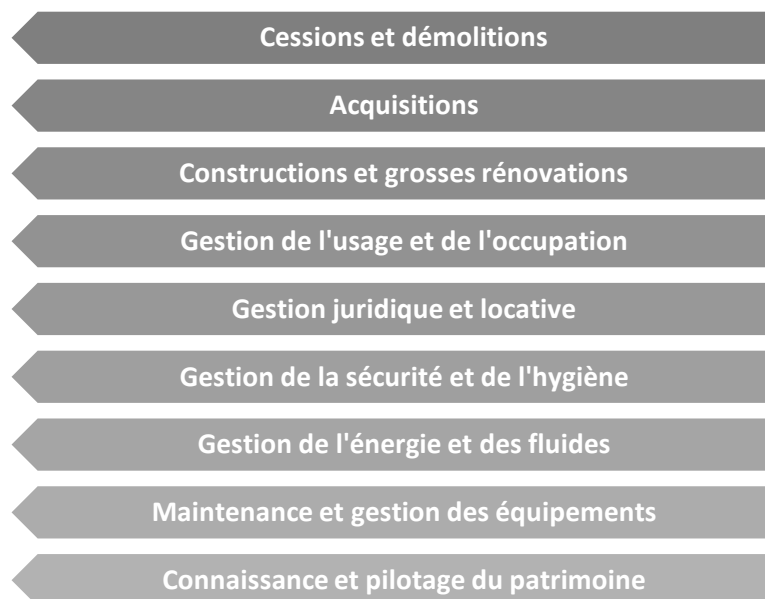 Cessions et démolitions
Acquisitions
Constructions et grosses rénovations
Gestion de l'usage et de l'occupation
Gestion juridique et locative
Gestion de la sécurité et de l'hygiène
Gestion de l'énergie et des fluides
Maintenance et gestion des équipements
Connaissance et pilotage du patrimoine